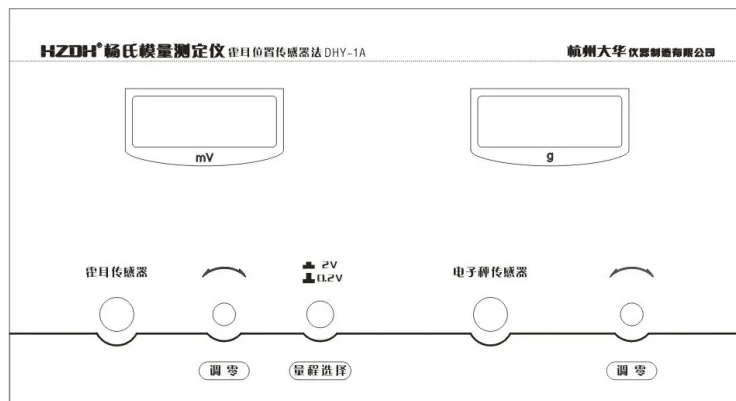 HZDH®杨氏模量测定仪 霍耳位置传感器法 DHY-1A
杭州大华仪器制造有限公司
mV
g
霍耳传感器
2V
0.2V
电子秤传感器
调零
量程选择
调零